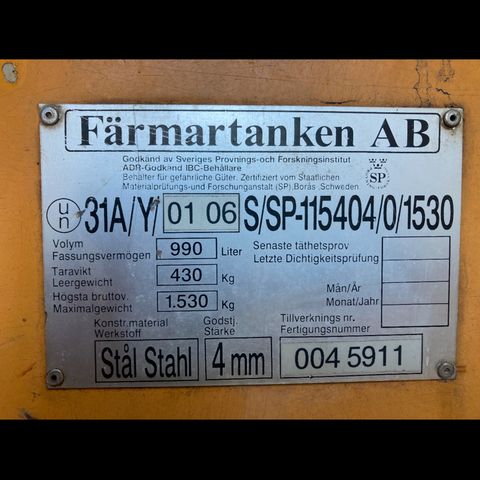 Färmartanken AB
Godkänd av Sveriges Provnings-och Forskningsinstitut
ADR-Godkänd IBC-Behållare
Behälter für gefährliche Güter. Zertifiziert vom Staatlichen
Materialprüfungs-und Forschungsanstalt (SP).Borås .Schweden
SP
un 31A/Y/ 01 06 S/SP-115404/0/1530
Volym
Fassungsvermögen 990 Liter
Senaste täthetsprov
Letzte Dichtigkeitsprüfung
Taravikt
Leergewicht 430 Kg
Mån/År
Monat/Jahr
Högsta bruttov.
Maximalgewicht 1.530 Kg
Konstr.material
Werkstoff
Stål Stahl
Godstj.
Starke
4 mm
Tillverknings nr.
Fertigungsnummer
004 5911